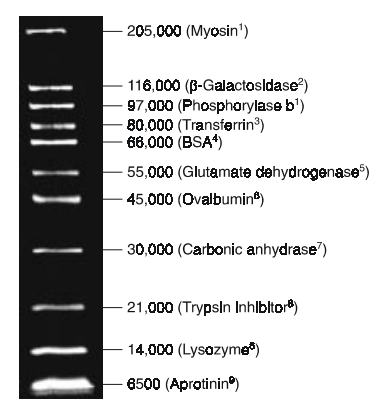 205,000 (Myosin¹)
116,000 (β-Galactosidase²)
97,000 (Phosphorylase b¹)
80,000 (Transferrin³)
66,000 (BSA⁴)
55,000 (Glutamate dehydrogenase⁵)
45,000 (Ovalbumin⁶)
30,000 (Carbonic anhydrase⁷)
21,000 (Trypsin Inhibitor⁸)
14,000 (Lysozyme⁶)
6500 (Aprotinin⁹)